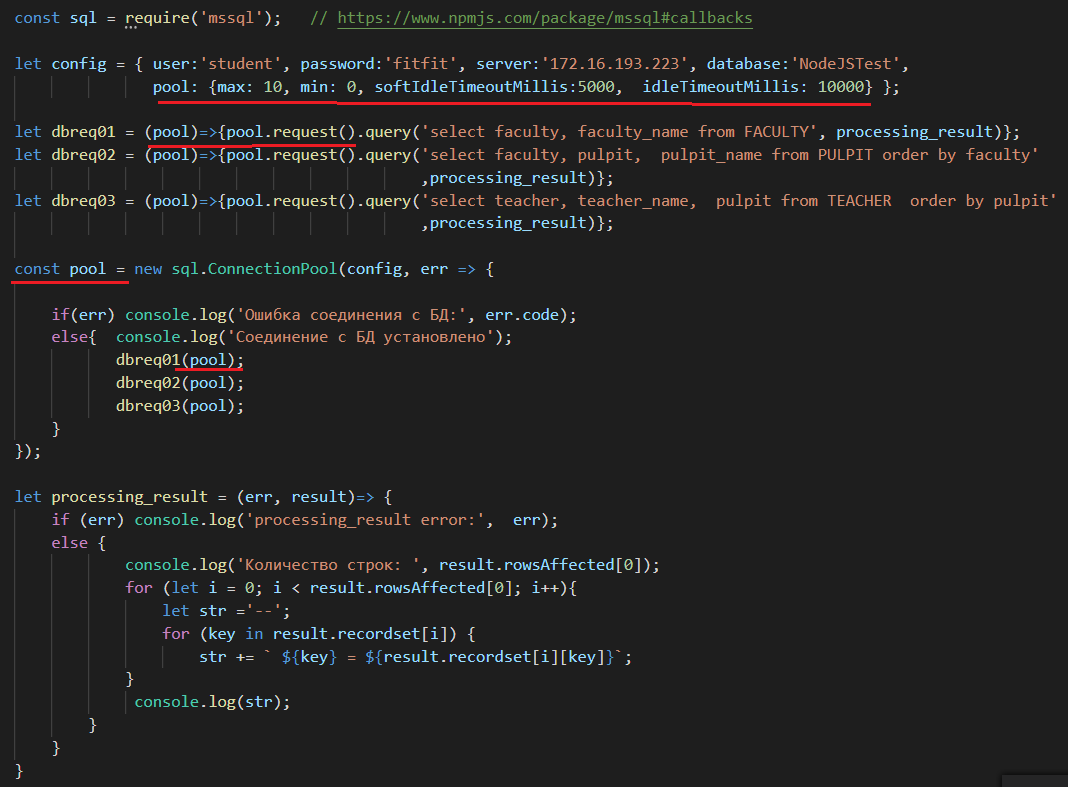 const sql = require('mssql');   // https://www.npmjs.com/package/mssql#callbacks
let config = { user:'student', password:'fitfit', server:'172.16.193.223', database:'NodeJSTest',
pool: {max: 10, min: 0, softIdleTimeoutMillis:5000,  idleTimeoutMillis: 10000} };
let dbreq01 = (pool)=>{pool.request().query('select faculty, faculty_name from FACULTY', processing_result)};
let dbreq02 = (pool)=>{pool.request().query('select faculty, pulpit,  pulpit_name from PULPIT order by faculty'
,processing_result)};
let dbreq03 = (pool)=>{pool.request().query('select teacher, teacher_name,  pulpit from TEACHER  order by pulpit'
,processing_result)};
const pool = new sql.ConnectionPool(config, err => {
if(err) console.log('Ошибка соединения с БД:', err.code);
else{  console.log('Соединение с БД установлено');
dbreq01(pool);
dbreq02(pool);
dbreq03(pool);
}
});
let processing_result = (err, result)=> {
if (err) console.log('processing_result error:',  err);
else {
console.log('Количество строк: ', result.rowsAffected[0]);
for (let i = 0; i < result.rowsAffected[0]; i++){
let str ='--';
for (key in result.recordset[i]) {
str += ` ${key} = ${result.recordset[i][key]}`;
}
console.log(str);
}
}
}